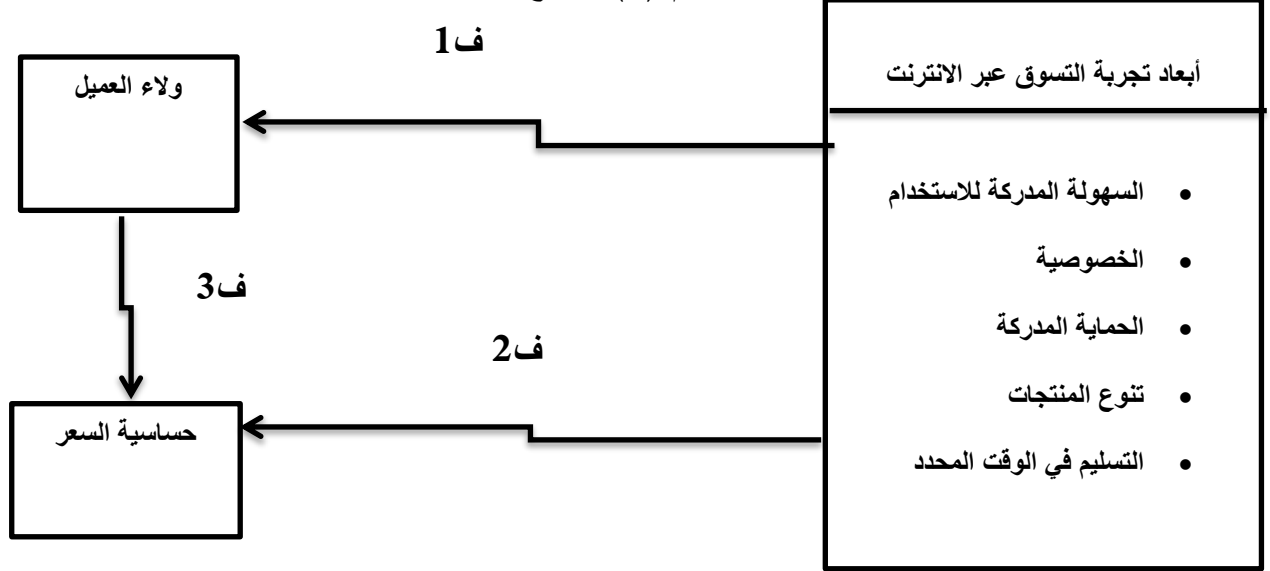 ف1
أبعاد تجربة التسوق عبر الانترنت
ولاء العميل
السهولة المدركة للاستخدام
الخصوصية
ف3
الحماية المدركة
ف2
تنوع المنتجات
حساسية السعر
التسليم في الوقت المحدد